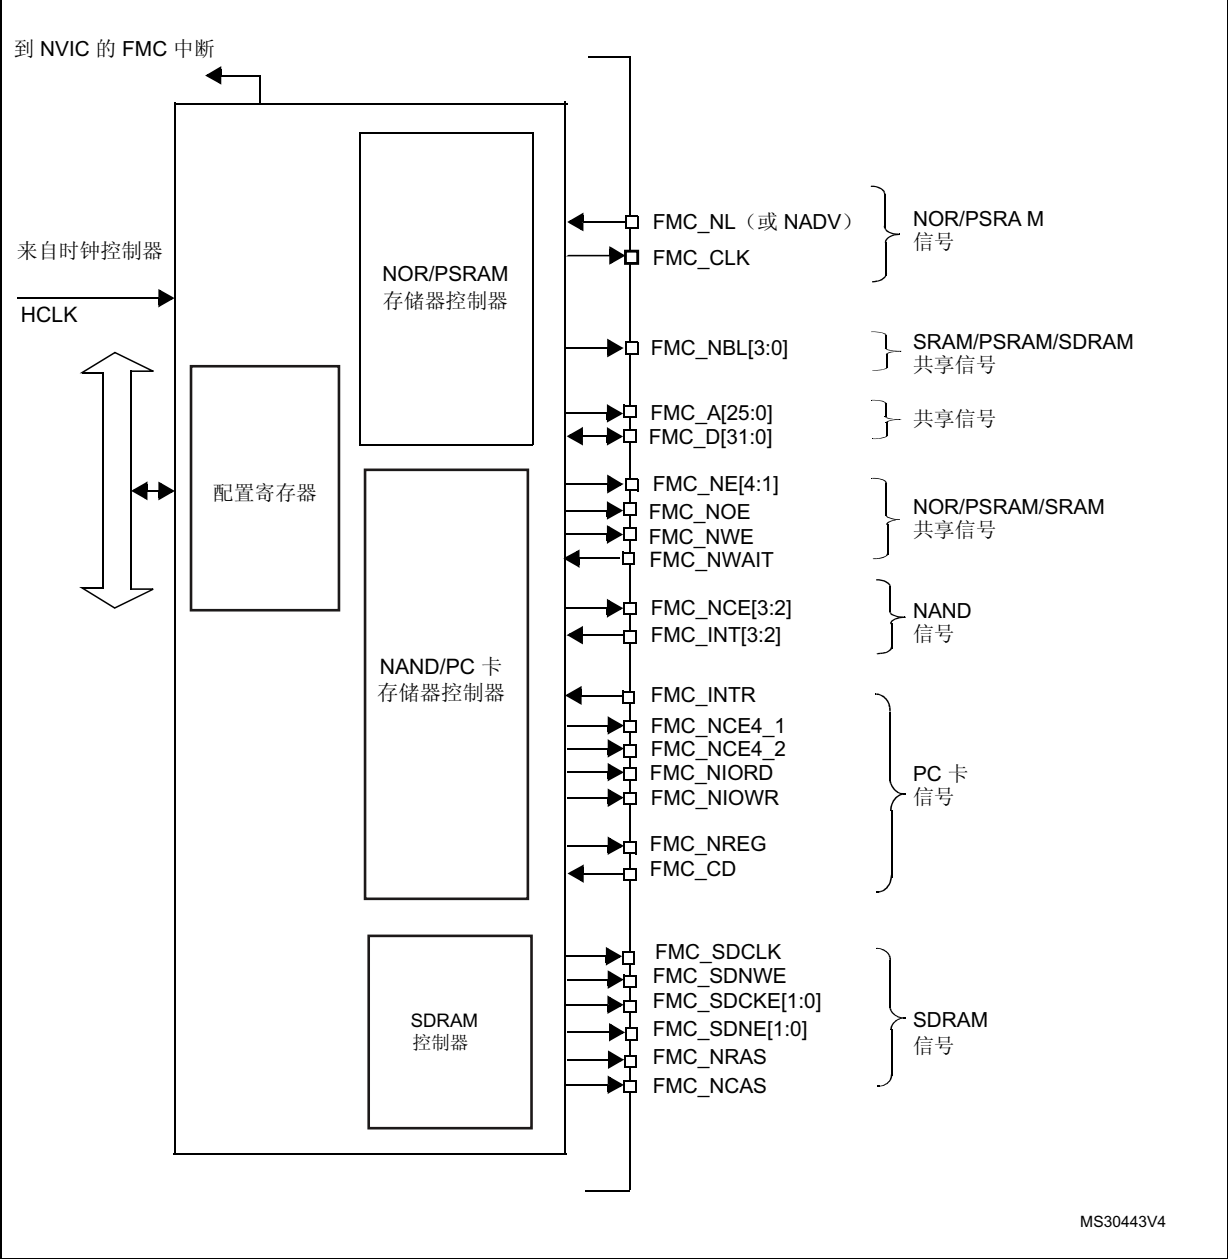 到 NVIC 的 FMC 中断
来自时钟控制器
HCLK
配置寄存器
NOR/PSRAM
存储器控制器
NAND/PC 卡
存储器控制器
SDRAM
控制器
FMC_NL（或 NADV）
FMC_CLK
NOR/PSRA M
信号
FMC_NBL[3:0]
SRAM/PSRAM/SDRAM
共享信号
FMC_A[25:0]
FMC_D[31:0]
共享信号
FMC_NE[4:1]
FMC_NOE
FMC_NWE
FMC_NWAIT
NOR/PSRAM/SRAM
共享信号
FMC_NCE[3:2]
FMC_INT[3:2]
NAND
信号
FMC_INTR
FMC_NCE4_1
FMC_NCE4_2
FMC_NIORD
FMC_NIOWR
FMC_NREG
FMC_CD
PC 卡
信号
FMC_SDCLK
FMC_SDNWE
FMC_SDCKE[1:0]
FMC_SDNE[1:0]
FMC_NRAS
FMC_NCAS
SDRAM
信号
MS30443V4